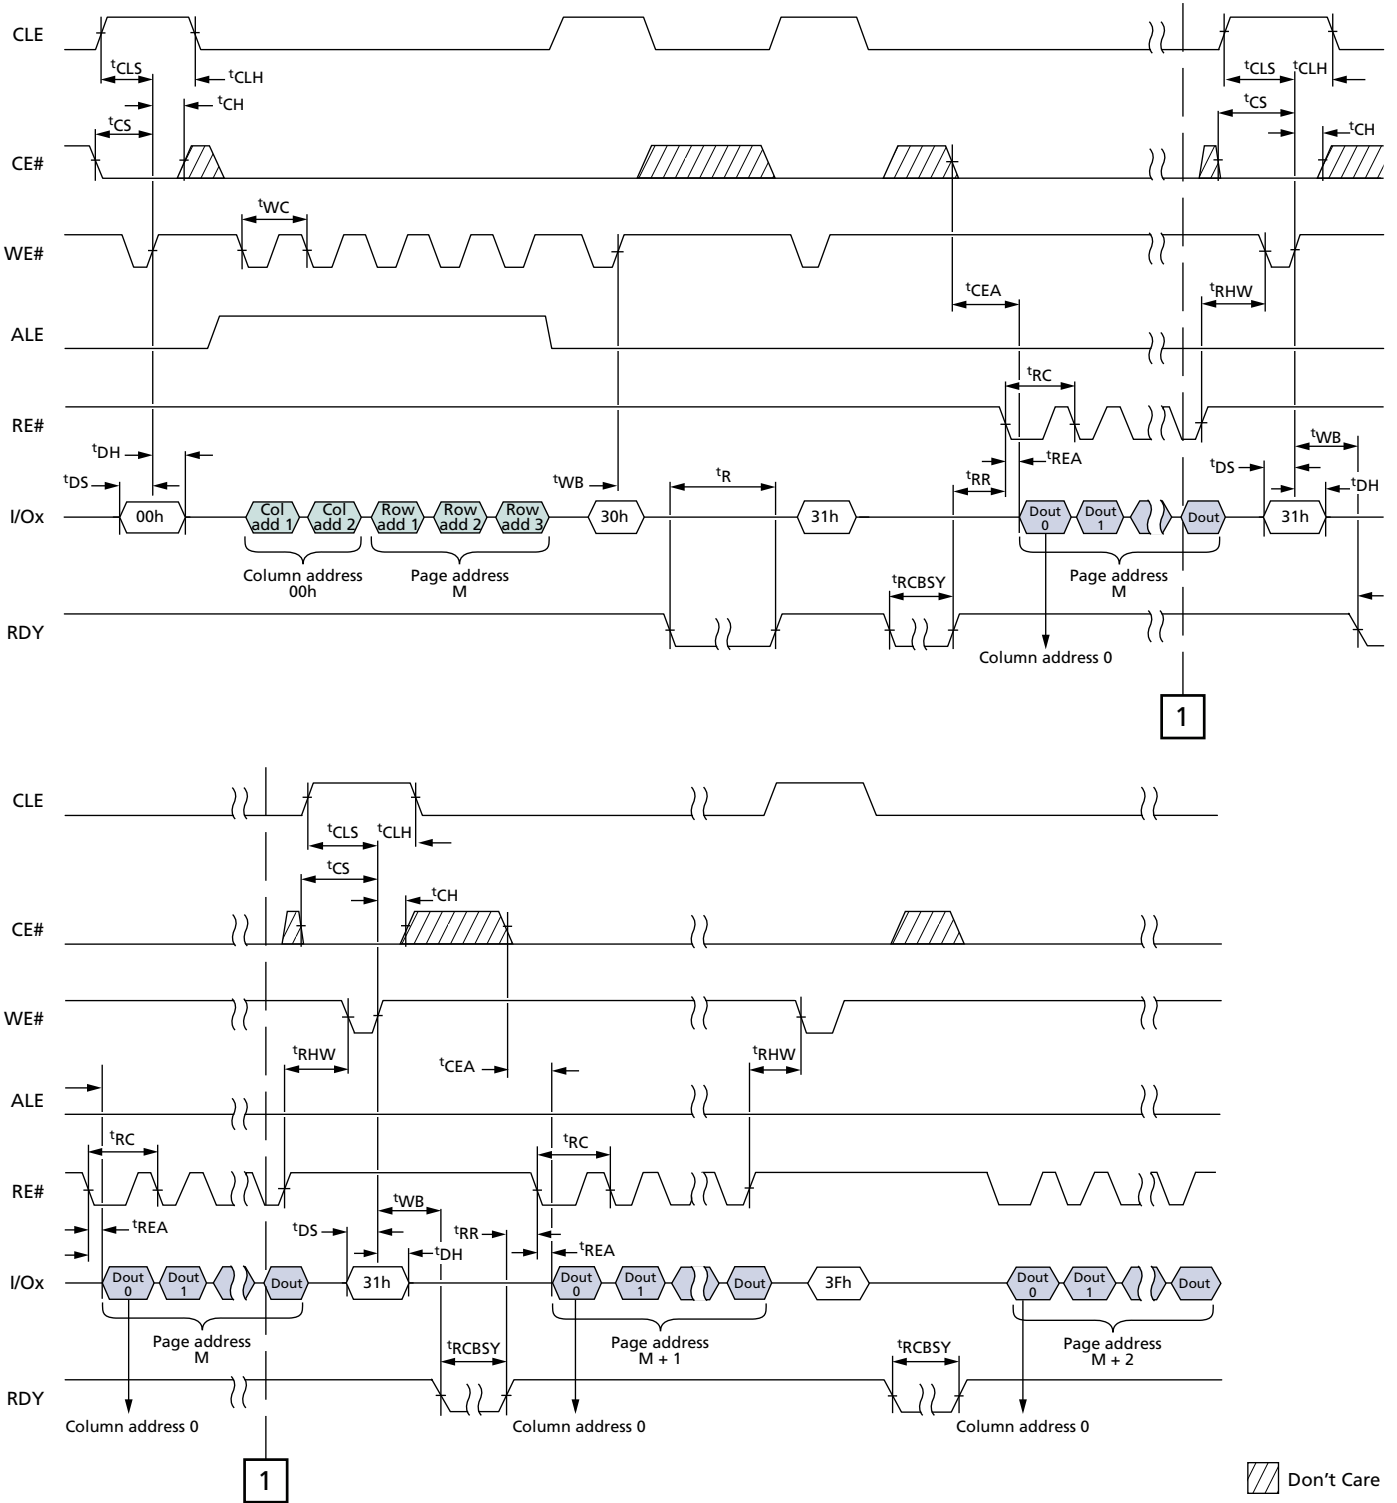 CLE
tCLS
tCLH
tCLS
tCLH
tCH
tCS
tCS
tCH
CE#
tWC
WE#
tCEA
tRHW
ALE
tRC
RE#
tDH
tWB
tREA
tDS
tWB
tR
tRR
tDS
tDH
I/Ox
00h
Col add 1
Col add 2
Row add 1
Row add 2
Row add 3
30h
31h
Dout 0
Dout 1
Dout
31h
Column address 00h
Page address M
tRCBSY
Page address M
RDY
Column address 0
1
CLE
tCLS
tCLH
tCS
tCH
CE#
WE#
tRHW
tCEA
tRHW
ALE
tRC
tRC
RE#
tREA
tWB
tDS
tRR
tDH
tREA
I/Ox
Dout 0
Dout 1
Dout
31h
Dout 0
Dout 1
Dout
3Fh
Dout 0
Dout 1
Dout
Page address M
tRCBSY
Page address M + 1
tRCBSY
Page address M + 2
RDY
Column address 0
Column address 0
Column address 0
1
Don't Care